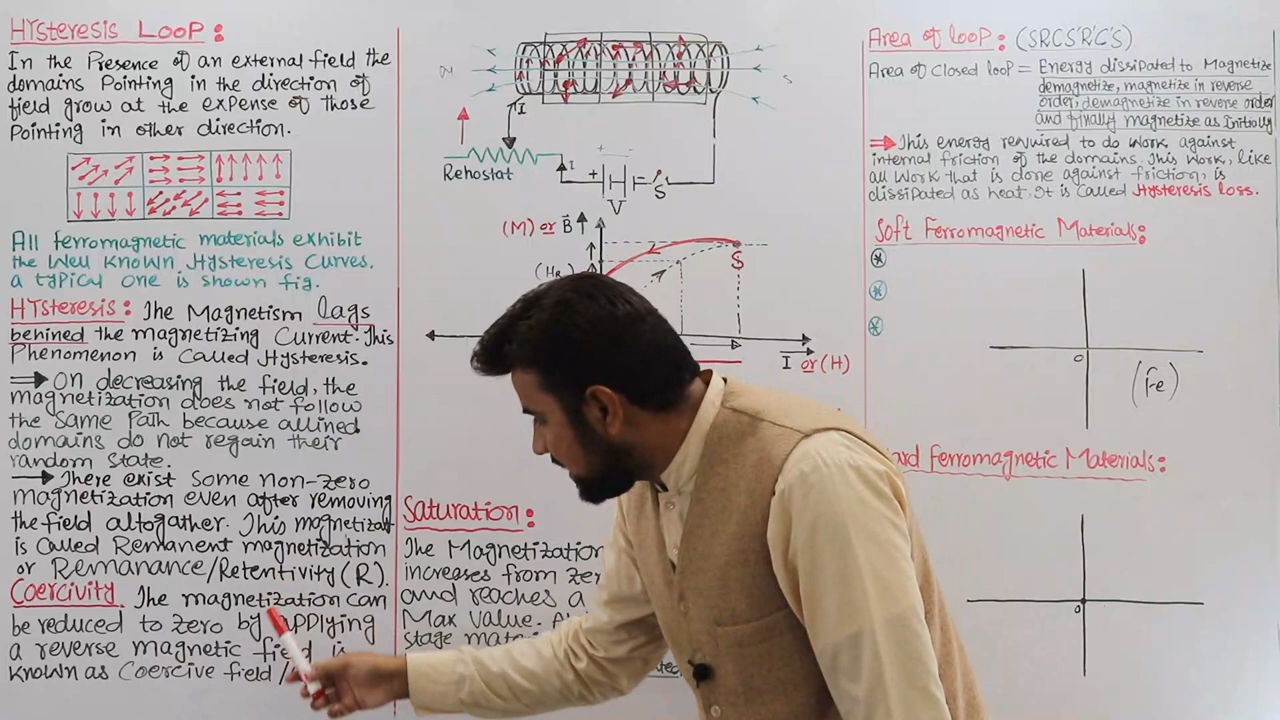 Hysteresis Loop:
In the Presence of an external field the
domains Pointing in the direction of
field grow at the expense of those
Pointing in other direction.
All ferromagnetic materials exhibit
the Well Known Hysteresis Curves.
a typical one is shown fig.
Hysteresis: The Magnetism lags
behined the magnetizing Current. This
Phenomenon is Called Hysteresis.
⇒ On decreasing the field, the
magnetization does not follow
the Same Path because allined
domains do not regain their
random State.
→ There exist Some non-zero
magnetization even after removing
the field altogather. This magnetizat
is called Remanent magnetization
or Remanance/Retentivity (R).
Coercivity The magnetization can
be reduced to zero by applying
a reverse magnetic field is
known as Coercive field /
N
S
I
Rehostat
I
+
- +
V
S
(M) or B
(HR)
S
I or (H)
Saturation:
The Magnetization
increases from zer
and reaches a
Max Value. A
stage mate
Area of loop: (SRCS'R'C'S)
Area of Closed loop = Energy dissipated to Magnetize
demagnetize, magnetize in reverse
order, demagnetize in reverse order
and finally magnetize as Initially
⇒ This energy required to do work against
internal friction of the domains. This work, like
all work that is done against friction, is
dissipated as heat. It is called Hysteresis loss.
Soft Ferromagnetic Materials:
0
(Fe)
ard Ferromagnetic Materials:
0